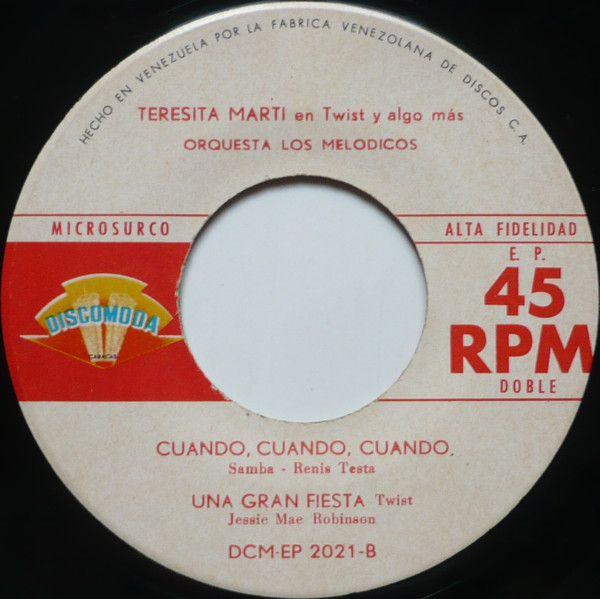 HECHO EN VENEZUELA POR LA FABRICA VENEZOLANA DE DISCOS C.A.
TERESITA MARTI en Twist y algo más
ORQUESTA LOS MELODICOS
MICROSURCO
ALTA FIDELIDAD
E. P.
45
RPM
DOBLE
DISCOMODA
CARACAS
CUANDO, CUANDO, CUANDO.
Samba - Renis Testa
UNA GRAN FIESTA Twist
Jessie Mae Robinson
DCM-EP 2021-B